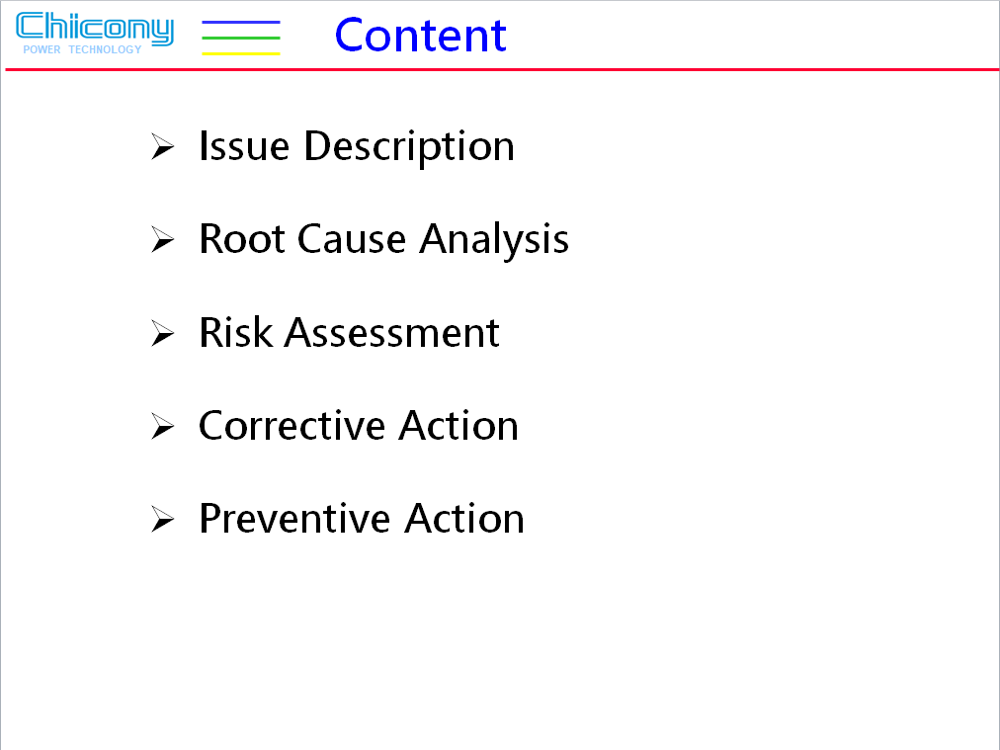 Chicony
POWER TECHNOLOGY
Content
Issue Description
Root Cause Analysis
Risk Assessment
Corrective Action
Preventive Action